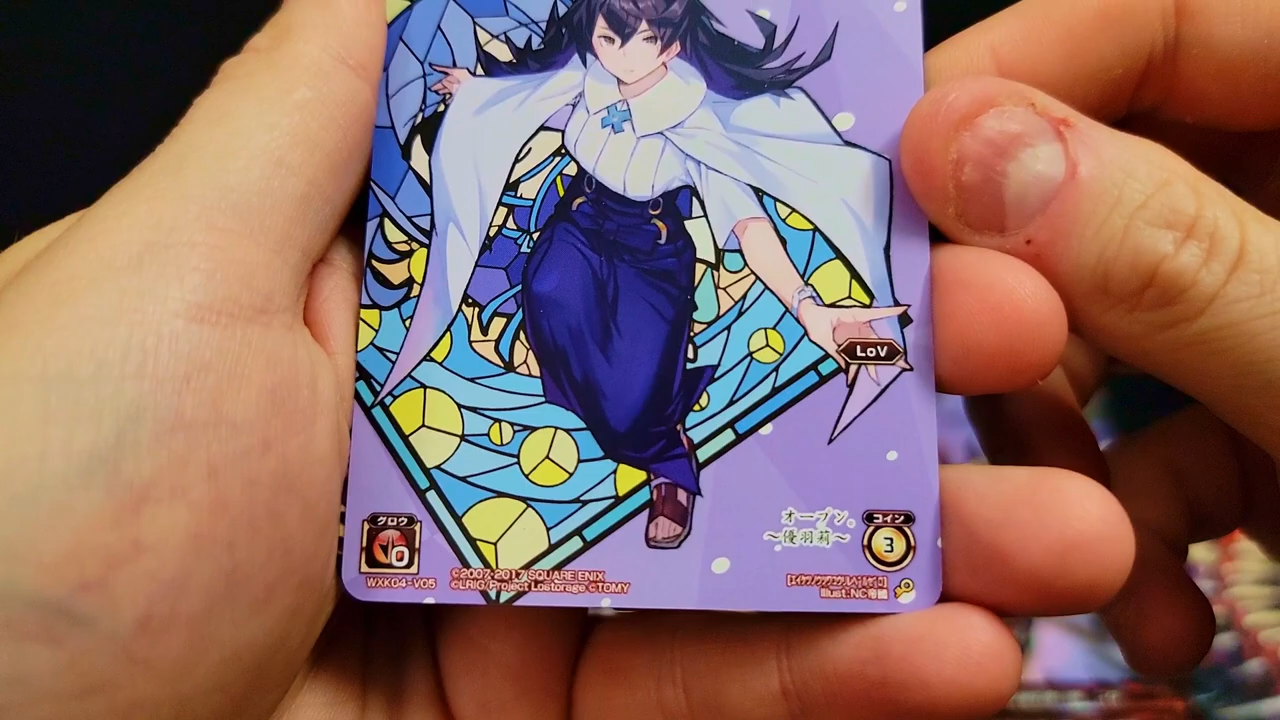 LoV
オープン。
～優羽莉～
コイン
3
グロウ
0
WXK04-V05
©2007-2017 SQUARE ENIX
©LRIG/Project Lostorage ©TOMY
Illust.NC帝國